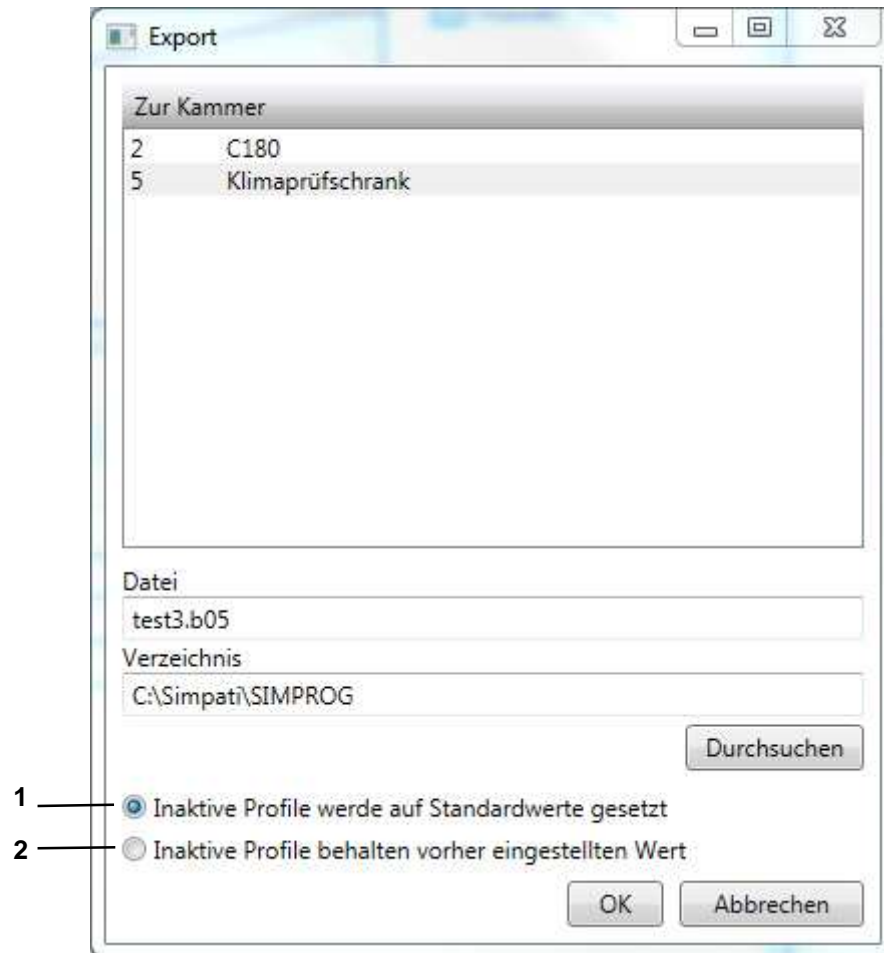 Export
Zur Kammer
2 C180
5 Klimaprüfschrank
Datei
test3.b05
Verzeichnis
C:\Simpati\SIMPROG
Durchsuchen
1 Inaktive Profile werde auf Standardwerte gesetzt
2 Inaktive Profile behalten vorher eingestellten Wert
OK Abbrechen